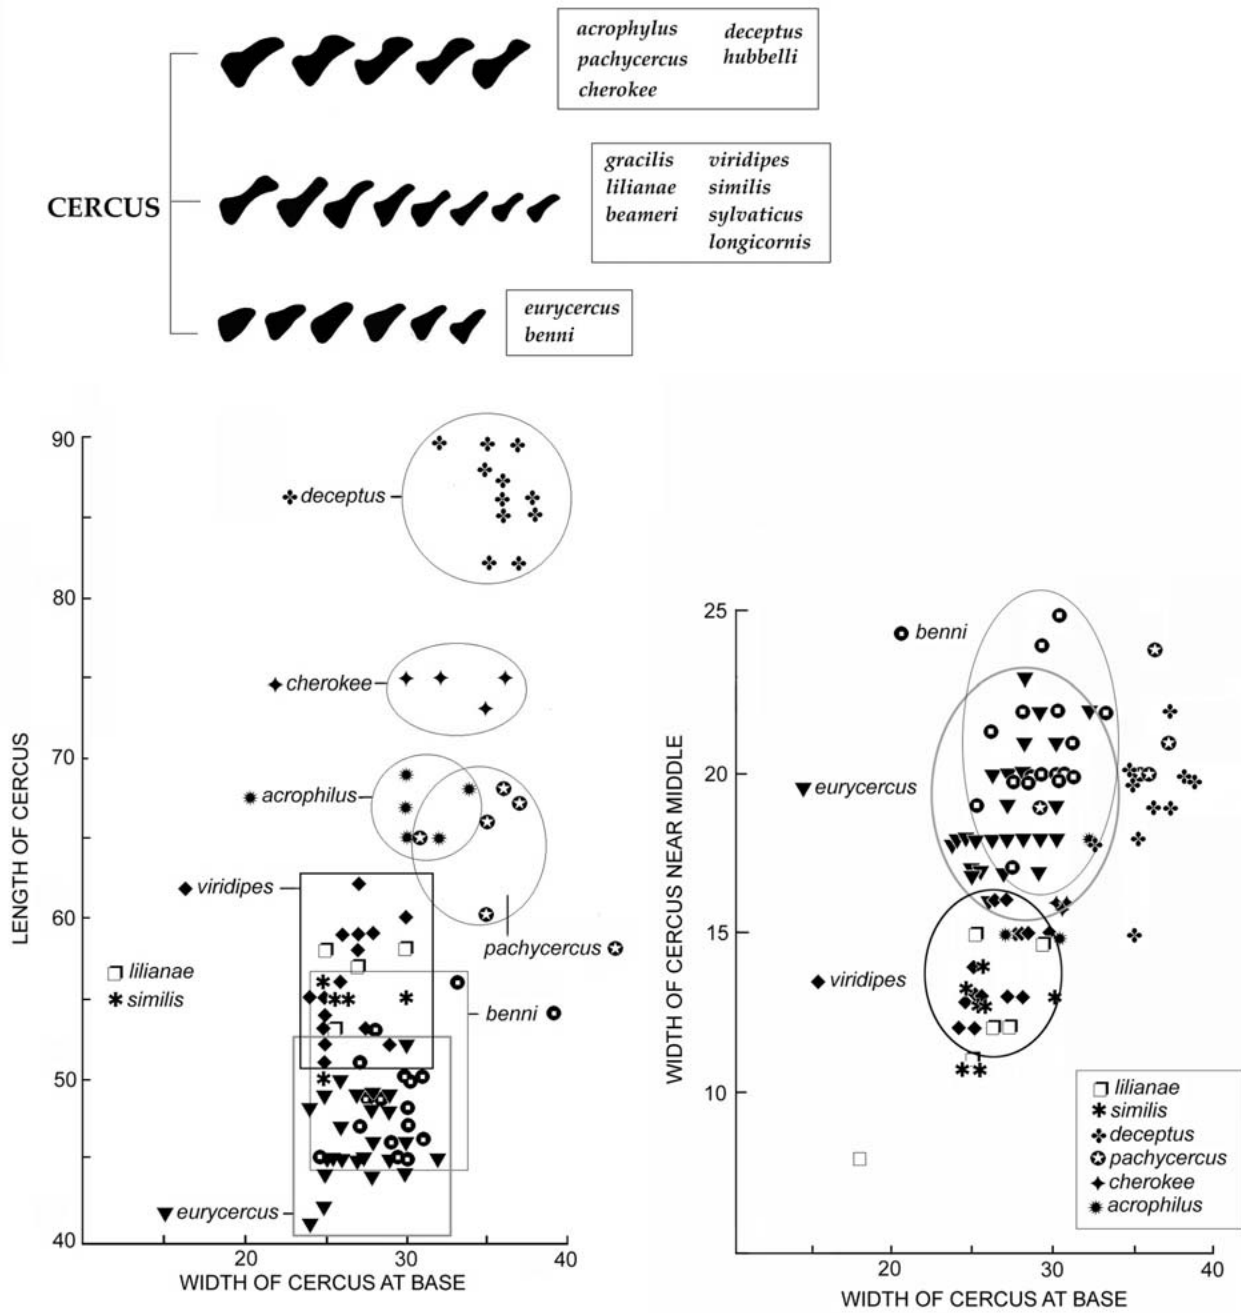 CERCUS
acrophylus deceptus
pachycercus hubbelli
cherokee
gracilis viridipes
lilianae similis
beameri sylvaticus
longicornis
eurycercus
benni
LENGTH OF CERCUS
90
80
70
60
50
40
20
30
40
WIDTH OF CERCUS AT BASE
deceptus
cherokee
acrophilus
viridipes
pachycercus
lilianae
similis
benni
eurycercus
WIDTH OF CERCUS NEAR MIDDLE
25
20
15
10
20
30
40
WIDTH OF CERCUS AT BASE
benni
eurycercus
viridipes
lilianae
similis
deceptus
pachycercus
cherokee
acrophilus